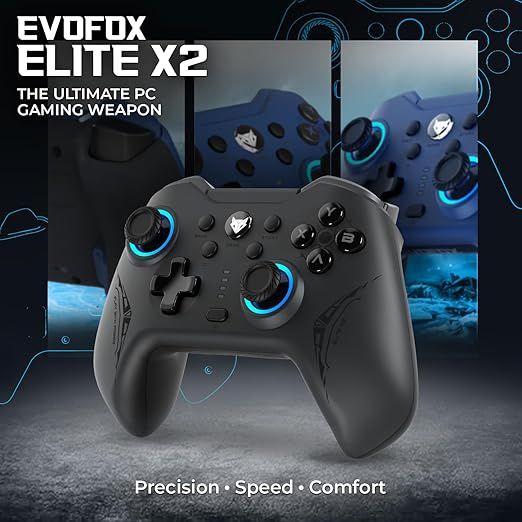 EVOFOX
ELITE X2
THE ULTIMATE PC
GAMING WEAPON
Y
X
B
A
Precision • Speed • Comfort